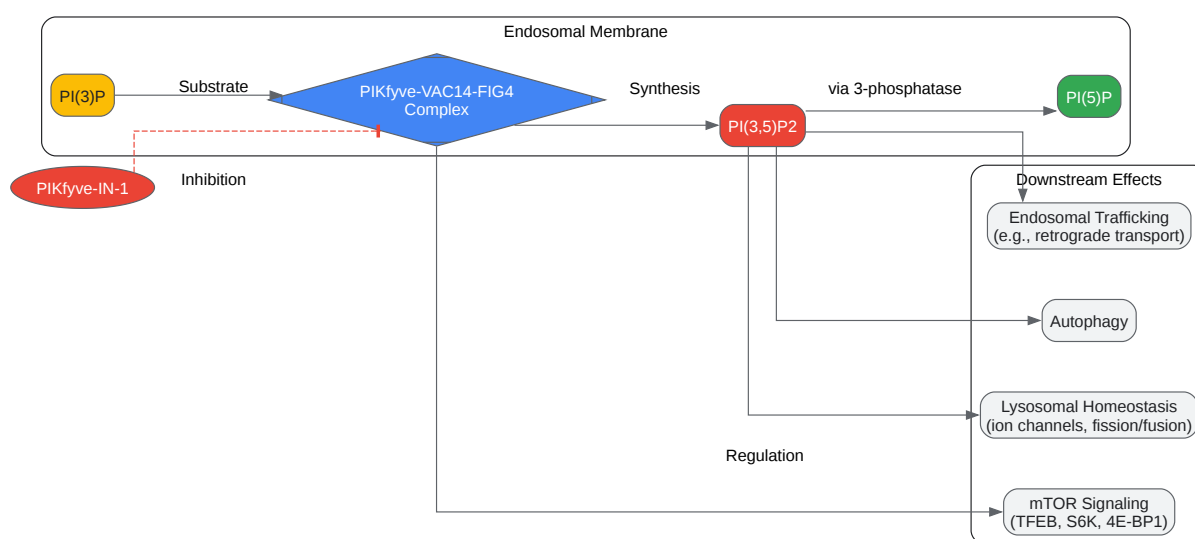 Endosomal Membrane
PI(3)P
Substrate
PIKfyve-VAC14-FIG4
Complex
Synthesis
PI(3,5)P2
via 3-phosphatase
PI(5)P
PIKfyve-IN-1
Inhibition
Downstream Effects
Endosomal Trafficking
(e.g., retrograde transport)
Autophagy
Lysosomal Homeostasis
(ion channels, fission/fusion)
Regulation
mTOR Signaling
(TFEB, S6K, 4E-BP1)